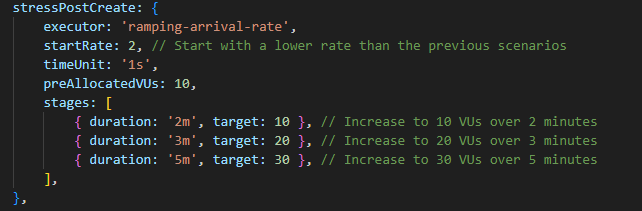 stressPostCreate: {
    executor: 'ramping-arrival-rate',
    startRate: 2, // Start with a lower rate than the previous scenarios
    timeUnit: '1s',
    preAllocatedVUs: 10,
    stages: [
        { duration: '2m', target: 10 }, // Increase to 10 VUs over 2 minutes
        { duration: '3m', target: 20 }, // Increase to 20 VUs over 3 minutes
        { duration: '5m', target: 30 }, // Increase to 30 VUs over 5 minutes
    ],
},